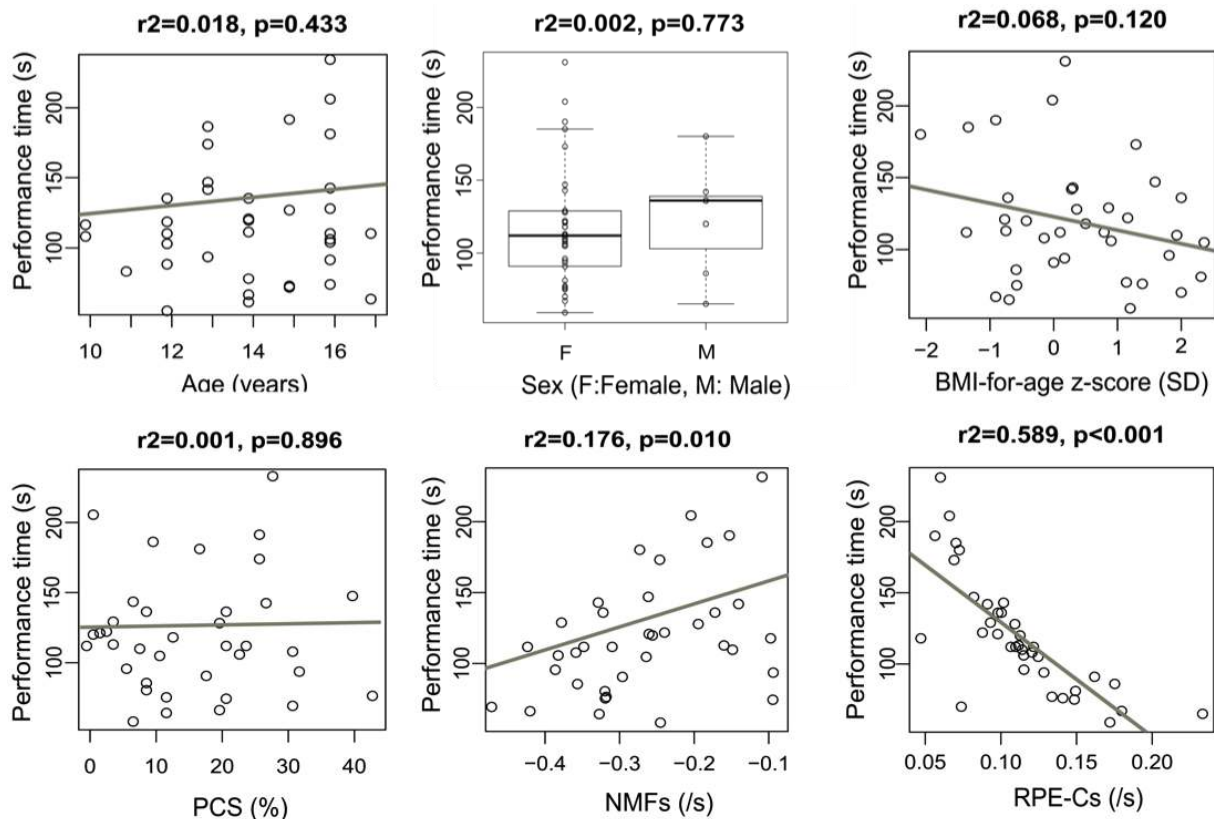 r2=0.018, p=0.433
Performance time (s)
200
150
100
10
12
14
16
Age (years)
r2=0.002, p=0.773
Performance time (s)
200
150
100
F
M
Sex (F:Female, M: Male)
r2=0.068, p=0.120
Performance time (s)
200
150
100
−2
−1
0
1
2
BMI-for-age z-score (SD)
r2=0.001, p=0.896
Performance time (s)
200
150
100
0
10
20
30
40
PCS (%)
r2=0.176, p=0.010
Performance time (s)
200
150
100
−0.4
−0.3
−0.2
−0.1
NMFs (/s)
r2=0.589, p<0.001
Performance time (s)
200
150
100
0.05
0.10
0.15
0.20
RPE-Cs (/s)